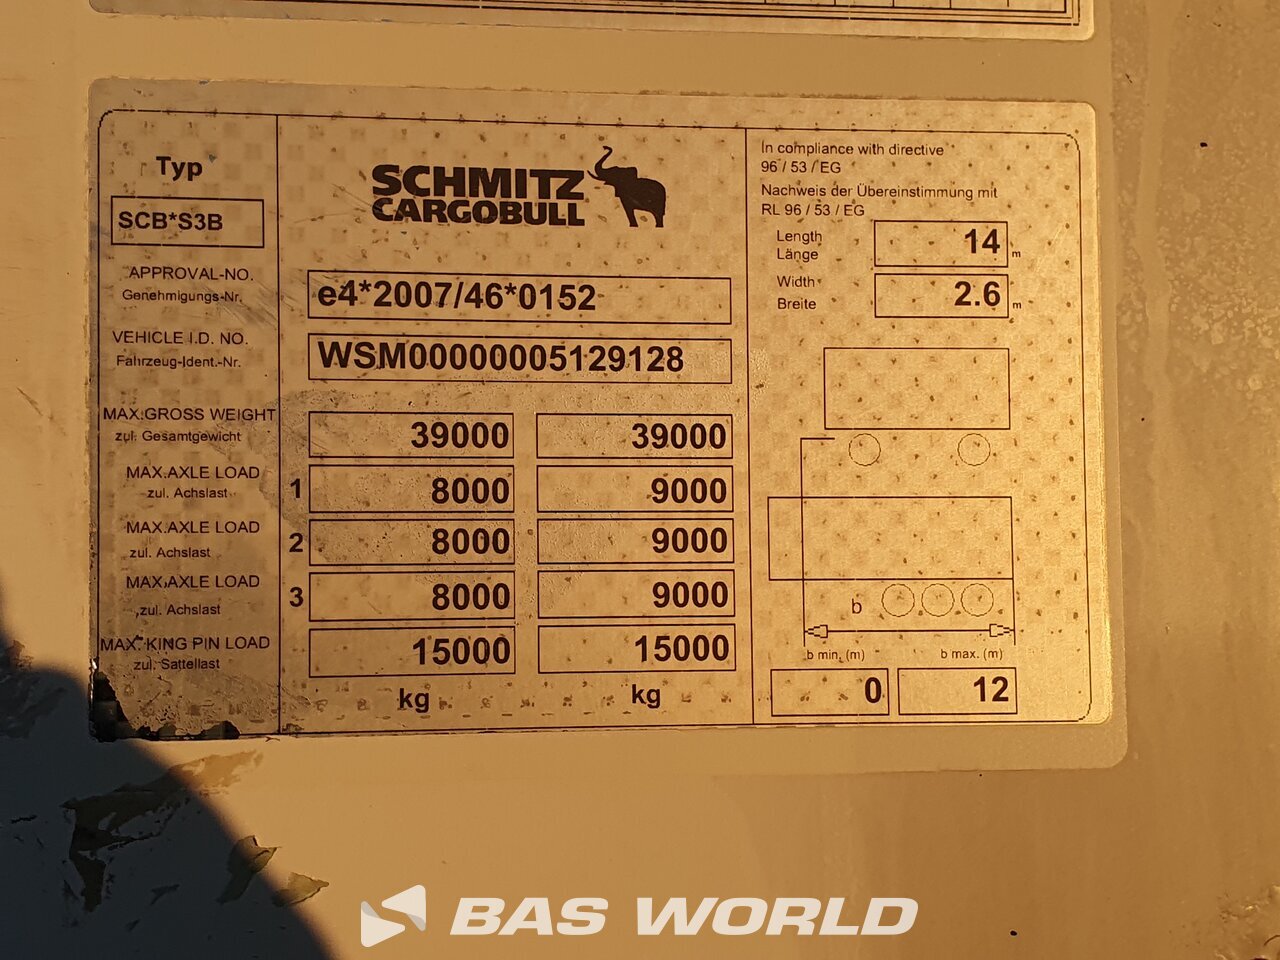 Typ
SCB*S3B
SCHMITZ
CARGOBULL
APPROVAL-NO.
Genehmigungs-Nr.
e4*2007/46*0152
VEHICLE I.D. NO.
Fahrzeug-Ident.-Nr.
WSM00000005129128
MAX.GROSS WEIGHT
zul. Gesamtgewicht
39000 39000
MAX.AXLE LOAD
zul. Achslast
1 8000 9000
MAX.AXLE LOAD
zul. Achslast
2 8000 9000
MAX.AXLE LOAD
zul. Achslast
3 8000 9000
MAX. KING PIN LOAD
zul. Sattellast
15000 15000
kg kg
In compliance with directive
96 / 53 / EG
Nachweis der Übereinstimmung mit
RL 96 / 53 / EG
Length
Länge
14 m
Width
Breite
2.6 m
b
b min. (m) b max. (m)
0 12
BAS WORLD